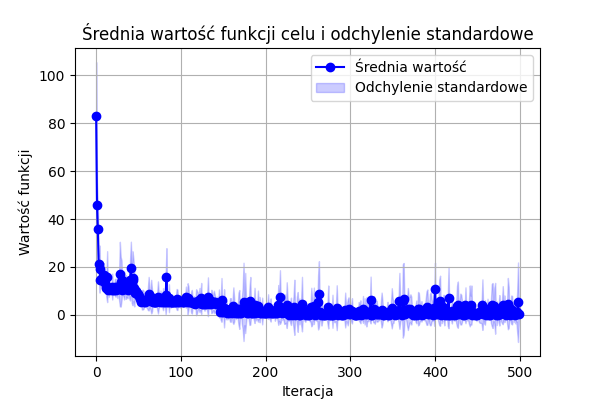 Średnia wartość funkcji celu i odchylenie standardowe
Średnia wartość
Odchylenie standardowe
Wartość funkcji
100
80
60
40
20
0
0 100 200 300 400 500
Iteracja